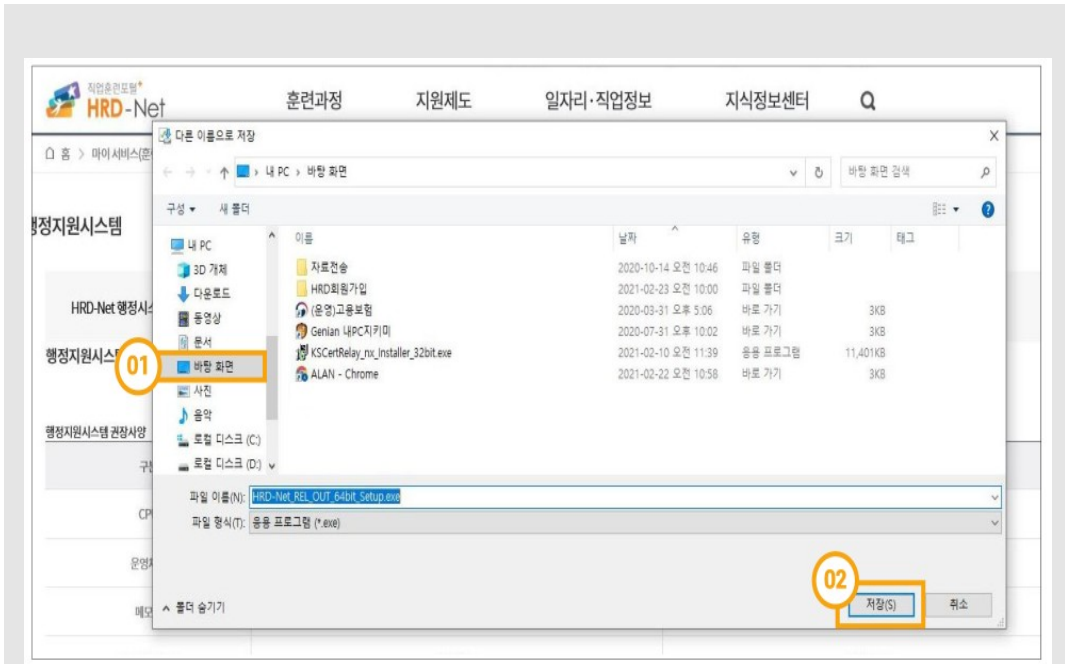 직업훈련포털+
HRD-Net
훈련과정 지원제도 일자리·직업정보 지식정보센터
다른 이름으로 저장
홈 > 마이 서비스(훈
내 PC > 바탕 화면
바탕 화면 검색
구성 새 폴더
행정지원시스템
이름 날짜 유형 크기 태그
내 PC
3D 개체
다운로드
동영상
문서
바탕 화면
사진
음악
로컬 디스크 (C:)
로컬 디스크 (D:)
자료전송 2020-10-14 오전 10:46 파일 폴더
HRD회원가입 2021-02-23 오전 10:00 파일 폴더
(운영)고용보험 2020-03-31 오후 5:06 바로 가기 3KB
Genian 내PC지키미 2020-07-31 오후 10:02 바로 가기 3KB
KSCertRelay_nx_Installer_32bit.exe 2021-02-10 오전 11:39 응용 프로그램 11,401KB
ALAN - Chrome 2021-02-22 오전 10:58 바로 가기 3KB
HRD-Net 행정시스
행정지원시스
01
행정지원시스템 권장사양
구분
CP
운영체
메모
파일 이름(N): HRD-Net_REL_OUT_64bit_Setup.exe
파일 형식(T): 응용 프로그램 (*.exe)
폴더 숨기기
02
저장(S) 취소